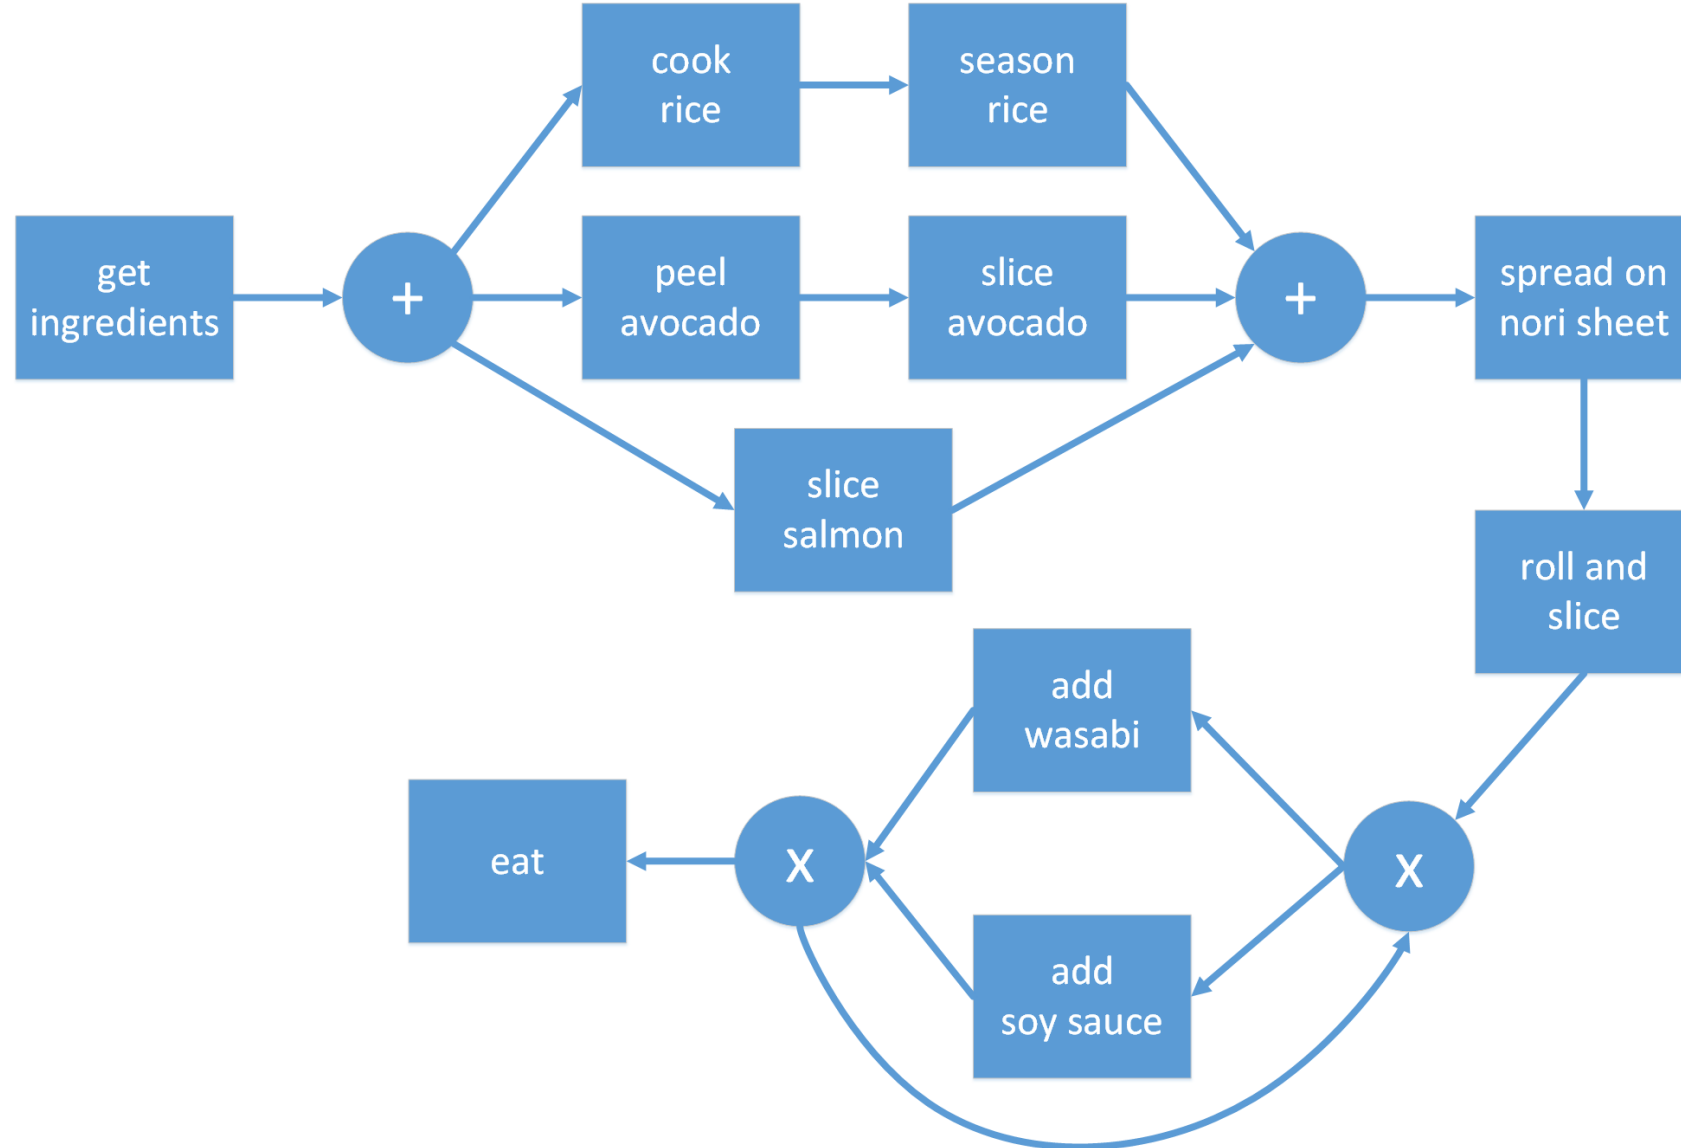 cook
rice
season
rice
get
ingredients
+
peel
avocado
slice
avocado
+
spread on
nori sheet
slice
salmon
roll and
slice
add
wasabi
eat
X
X
add
soy sauce